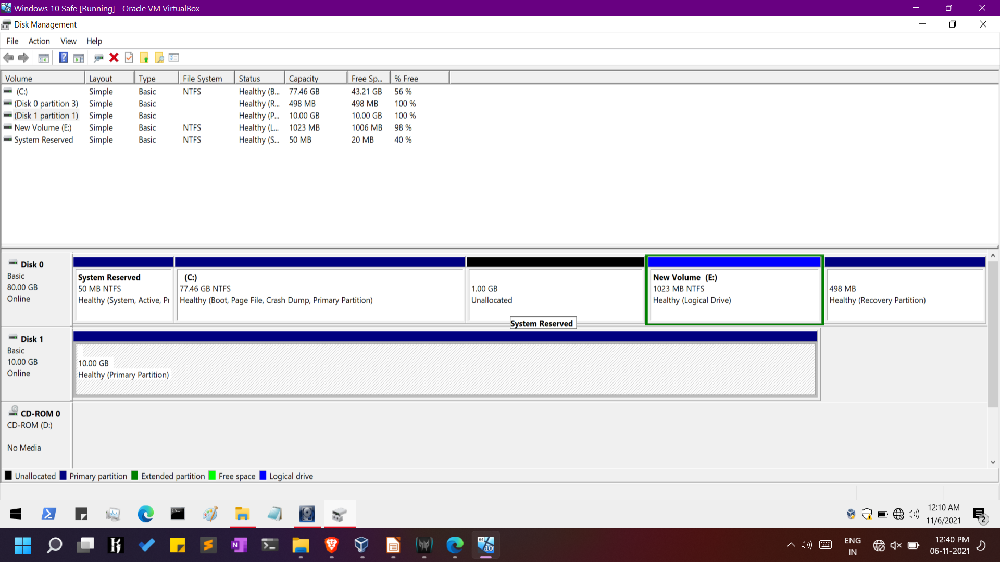 Windows 10 Safe [Running] - Oracle VM VirtualBox
Disk Management
File Action View Help
Volume Layout Type File System Status Capacity Free Sp... % Free
(C:) Simple Basic NTFS Healthy (B... 77.46 GB 43.21 GB 56 %
(Disk 0 partition 3) Simple Basic Healthy (R... 498 MB 498 MB 100 %
(Disk 1 partition 1) Simple Basic Healthy (P... 10.00 GB 10.00 GB 100 %
New Volume (E:) Simple Basic NTFS Healthy (L... 1023 MB 1006 MB 98 %
System Reserved Simple Basic NTFS Healthy (S... 50 MB 20 MB 40 %
Disk 0
Basic
80.00 GB
Online
System Reserved
50 MB NTFS
Healthy (System, Active, Pr
(C:)
77.46 GB NTFS
Healthy (Boot, Page File, Crash Dump, Primary Partition)
1.00 GB
Unallocated
New Volume (E:)
1023 MB NTFS
Healthy (Logical Drive)
498 MB
Healthy (Recovery Partition)
System Reserved
Disk 1
Basic
10.00 GB
Online
10.00 GB
Healthy (Primary Partition)
CD-ROM 0
CD-ROM (D:)
No Media
Unallocated Primary partition Extended partition Free space Logical drive
12:10 AM
11/6/2021
2
64
10
ENG
IN
12:40 PM
06-11-2021